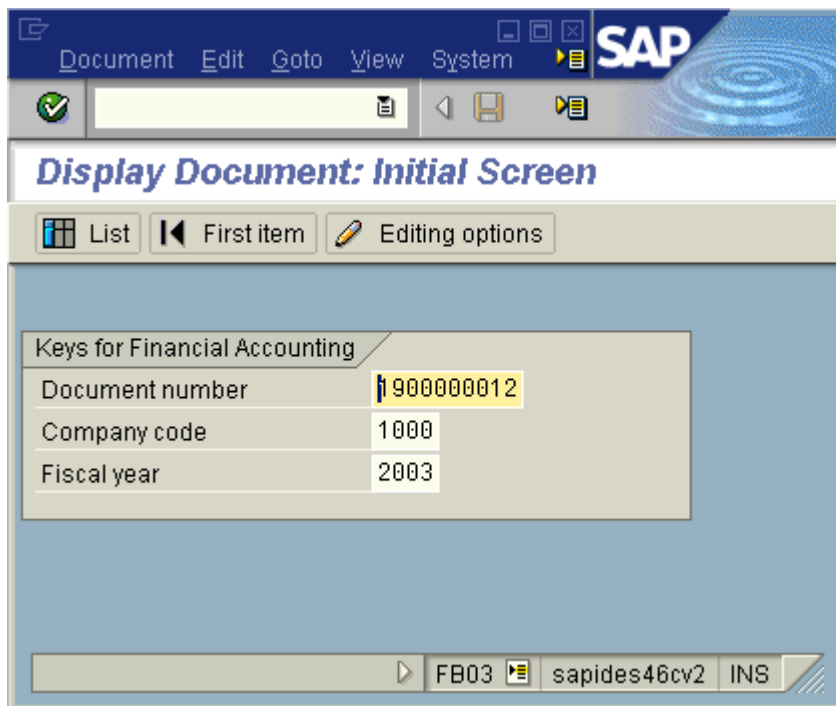 Document Edit Goto View System
SAP
Display Document: Initial Screen
List First item Editing options
Keys for Financial Accounting
Document number 1900000012
Company code 1000
Fiscal year 2003
FB03 sapides46cv2 INS